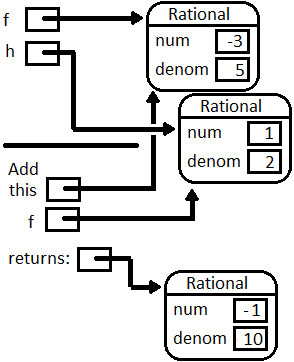 f
Rational
num -3
denom 5
h
Rational
num 1
denom 2
Add
this
f
returns:
Rational
num -1
denom 10